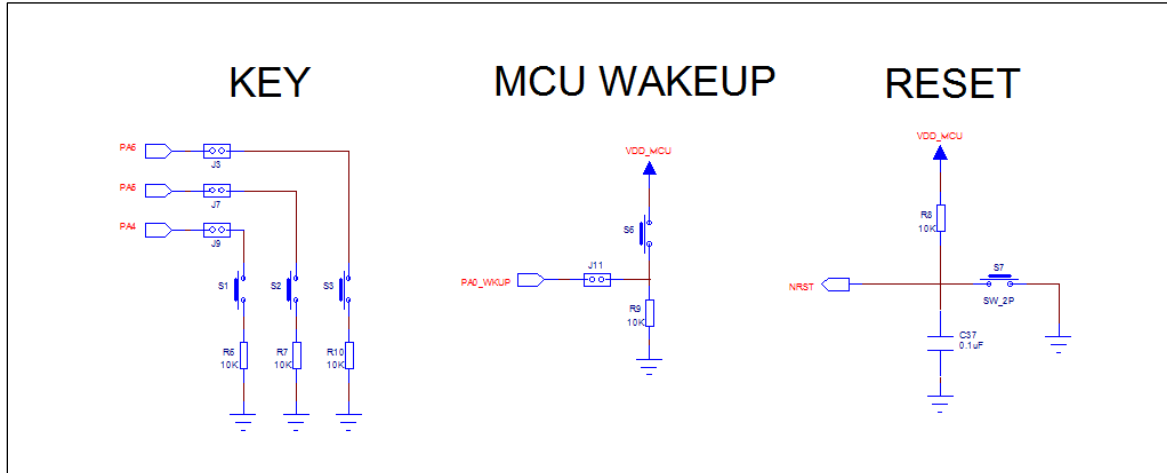 KEY
MCU WAKEUP
RESET
PA6
J3
PA5
J7
PA4
J9
S1
S2
S3
R6
10K
R7
10K
R10
10K
VDD_MCU
S6
PA0_WKUP
J11
R9
10K
VDD_MCU
R8
10K
NRST
S7
SW_2P
C37
0.1uF